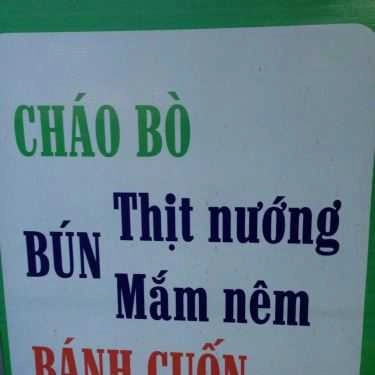 CHÁO BÒ
BÚN Thịt nướng
Mắm nêm
BÁNH CUỐN